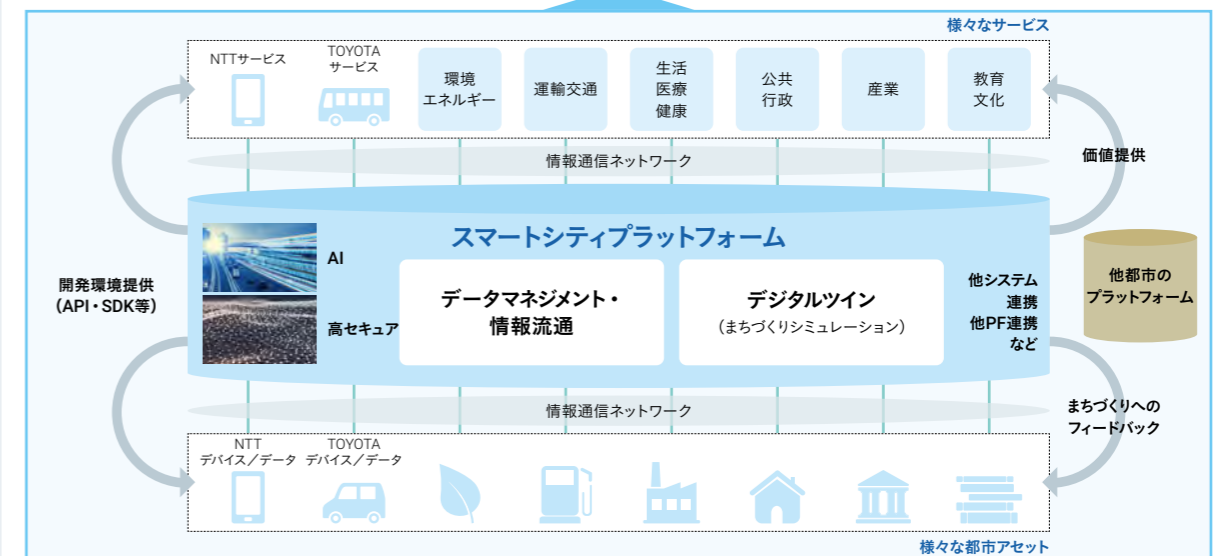 様々なサービス
NTTサービス
TOYOTA
サービス
環境
エネルギー
運輸交通
生活
医療
健康
公共
行政
産業
教育
文化
情報通信ネットワーク
価値提供
スマートシティプラットフォーム
AI
高セキュア
データマネジメント・
情報流通
デジタルツイン
（まちづくりシミュレーション）
他システム
連携
他PF連携
など
開発環境提供
（API・SDK等）
他都市の
プラットフォーム
情報通信ネットワーク
まちづくりへの
フィードバック
NTT
デバイス／データ
TOYOTA
デバイス／データ
様々な都市アセット